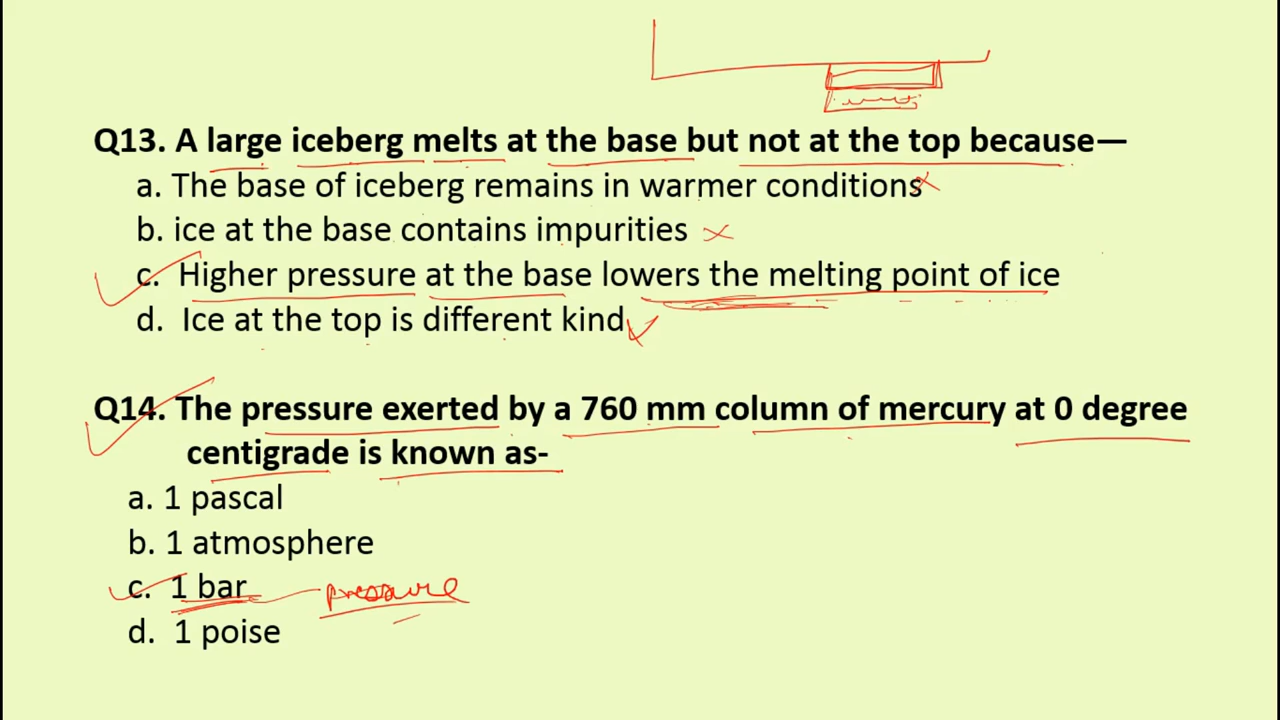 Q13. A large iceberg melts at the base but not at the top because—
a. The base of iceberg remains in warmer conditions
b. ice at the base contains impurities
c. Higher pressure at the base lowers the melting point of ice
d. Ice at the top is different kind
Q14. The pressure exerted by a 760 mm column of mercury at 0 degree
centigrade is known as-
a. 1 pascal
b. 1 atmosphere
c. 1 bar pressure
d. 1 poise